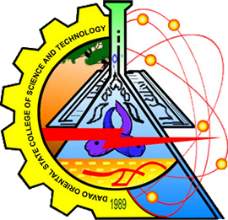 DAVAO ORIENTAL STATE COLLEGE OF SCIENCE AND TECHNOLOGY
1989